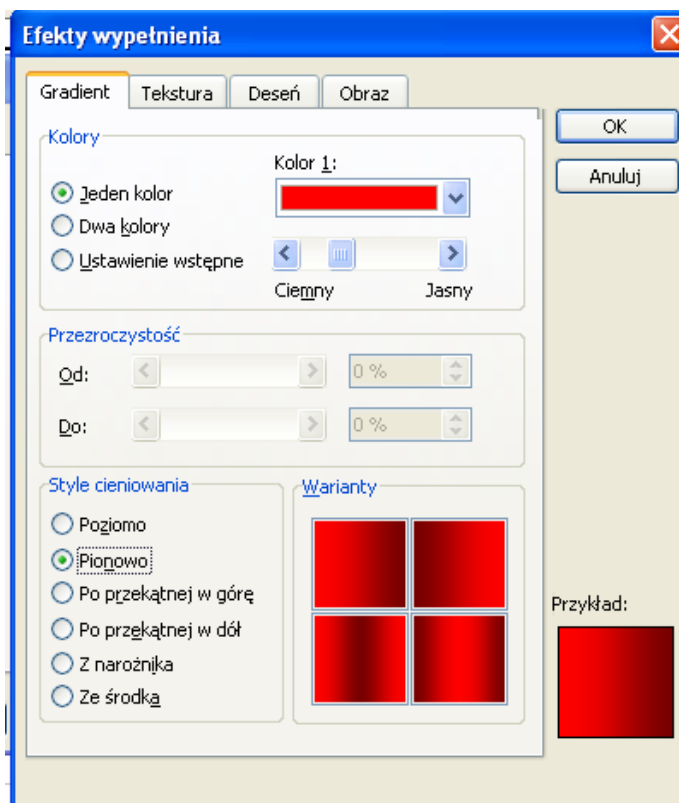 Efekty wypełnienia
Gradient Tekstura Deseń Obraz
OK
Anuluj
Kolory
Kolor 1:
Jeden kolor
Dwa kolory
Ustawienie wstępne
Ciemny Jasny
Przezroczystość
Od: 0 %
Do: 0 %
Style cieniowania
Poziomo
Pionowo
Po przekątnej w górę
Po przekątnej w dół
Z narożnika
Ze środka
Warianty
Przykład: